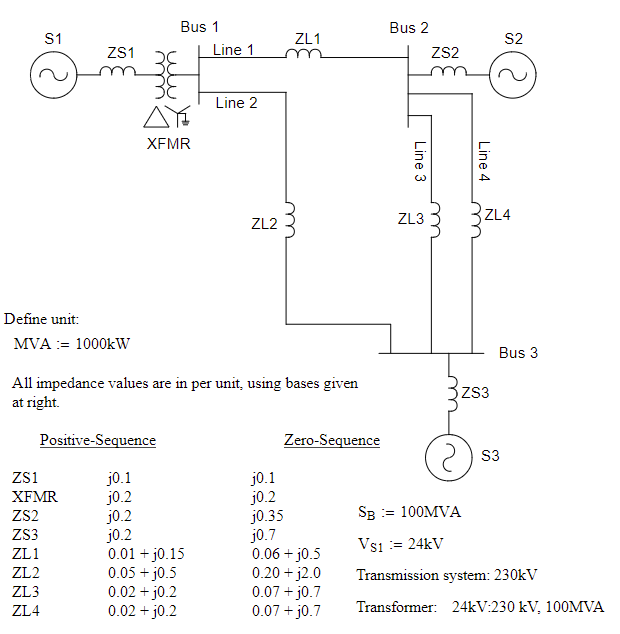 Bus 1
Bus 2
S1
ZL1
S2
ZS1
Line 1
ZS2
Line 2
XFMR
Line 3
Line 4
ZL2
ZL3
ZL4
Define unit:
MVA := 1000kW
Bus 3
All impedance values are in per unit, using bases given
at right.
ZS3
Positive-Sequence Zero-Sequence
S3
ZS1 j0.1 j0.1
XFMR j0.2 j0.2
ZS2 j0.2 j0.35
ZS3 j0.2 j0.7
ZL1 0.01 + j0.15 0.06 + j0.5
ZL2 0.05 + j0.5 0.20 + j2.0
ZL3 0.02 + j0.2 0.07 + j0.7
ZL4 0.02 + j0.2 0.07 + j0.7
SB := 100MVA
VS1 := 24kV
Transmission system: 230kV
Transformer: 24kV:230 kV, 100MVA